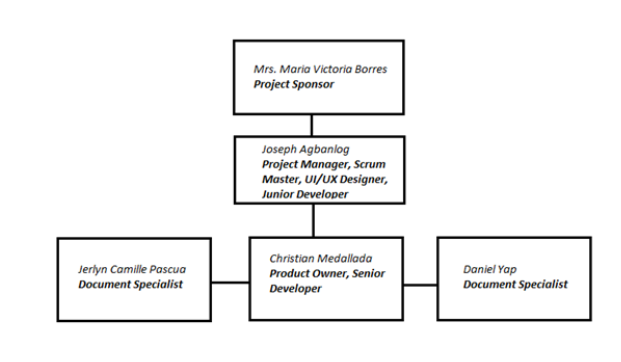 Mrs. Maria Victoria Borres
Project Sponsor
Joseph Agbanlog
Project Manager, Scrum
Master, UI/UX Designer,
Junior Developer
Jerlyn Camille Pascua
Document Specialist
Christian Medallada
Product Owner, Senior
Developer
Daniel Yap
Document Specialist